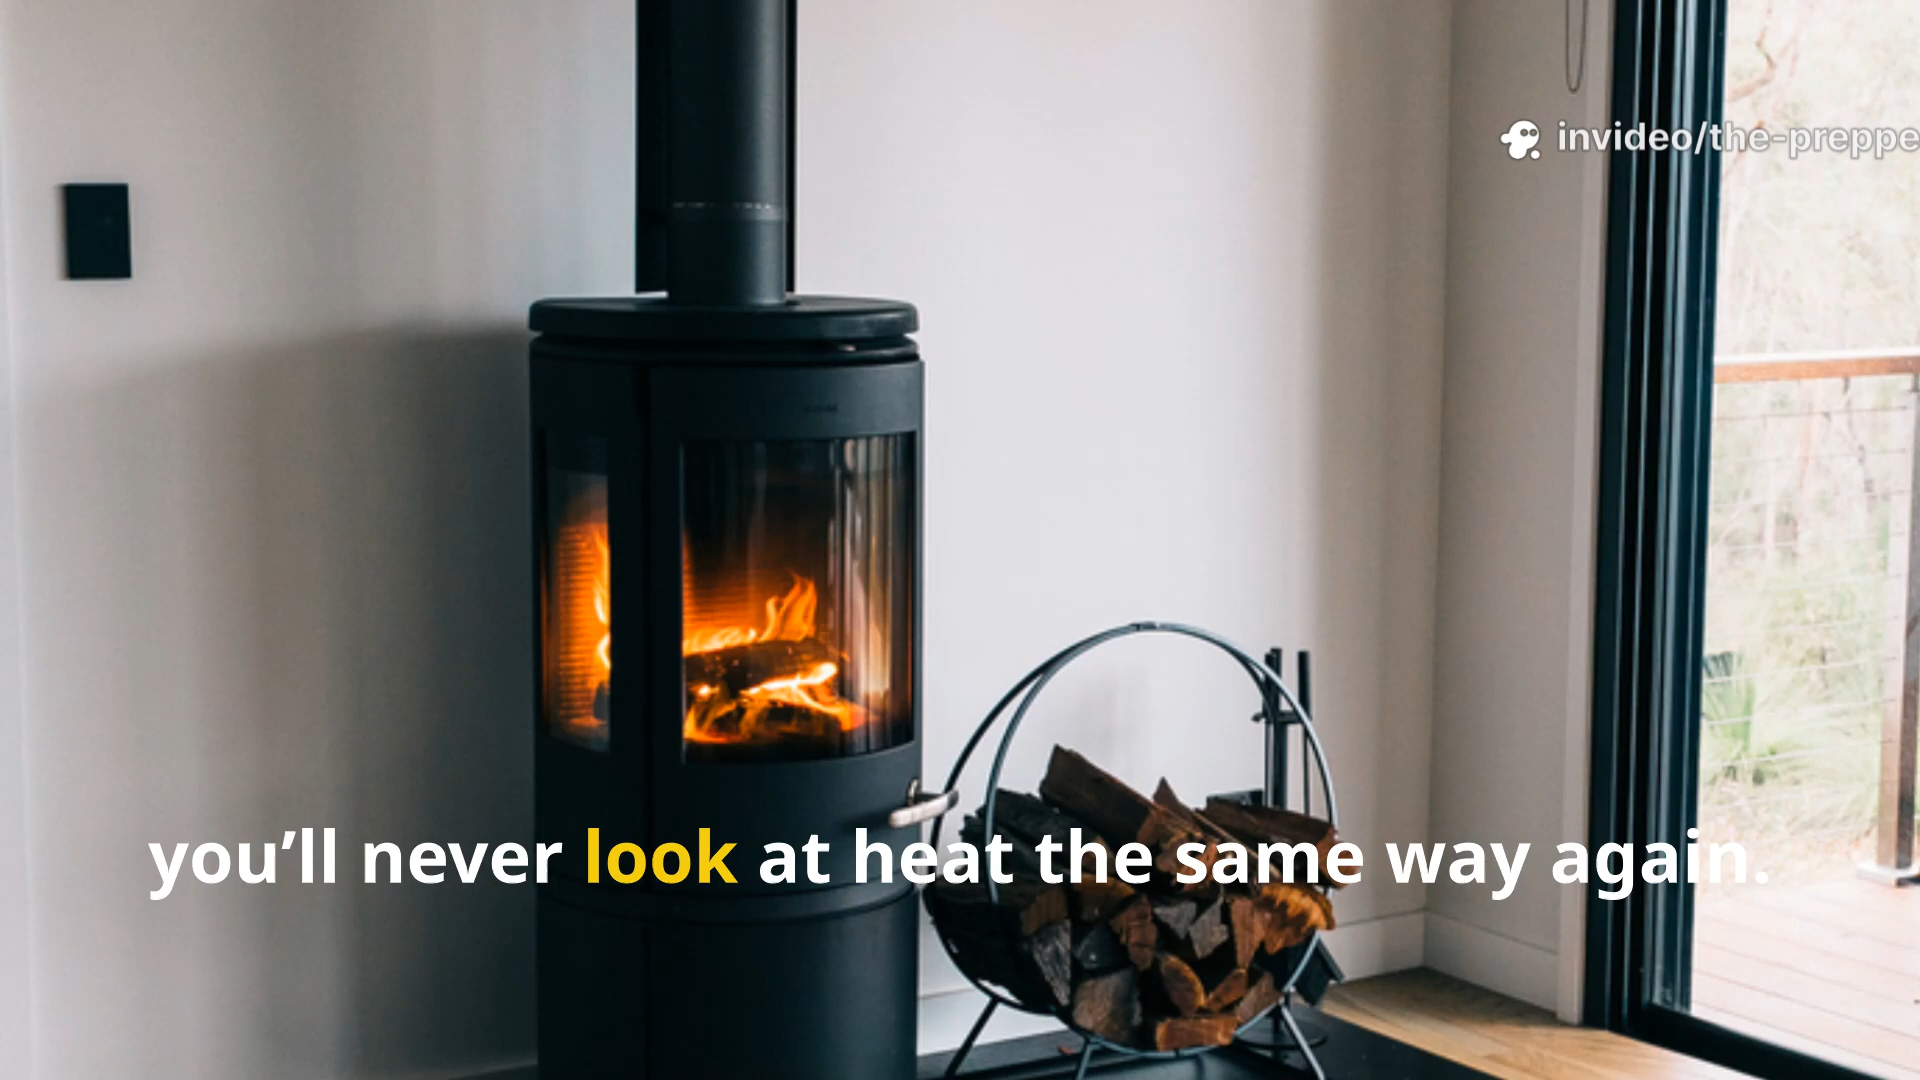 invideo/the-preppe
you’ll never look at heat the same way again.